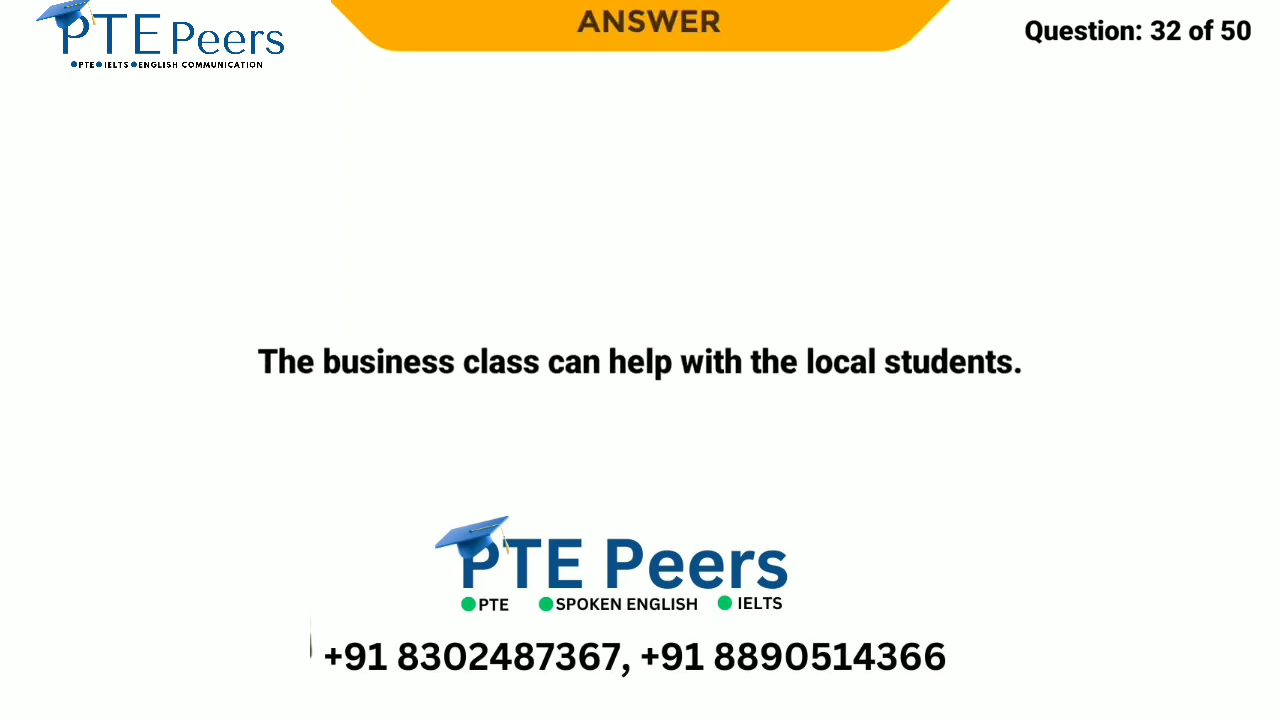 PTE Peers
PTE IELTS ENGLISH COMMUNICATION
ANSWER
Question: 32 of 50
The business class can help with the local students.
PTE Peers
PTE SPOKEN ENGLISH IELTS
+91 8302487367, +91 8890514366